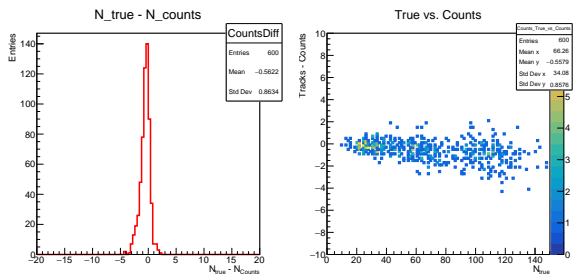 N_true - N_counts
CountsDiff
Entries 600
Mean −0.5622
Std Dev 0.8634
Entries
140
120
100
80
60
40
20
0
−20 −15 −10 −5 0 5 10 15 20
N_true - N_Counts
True vs. Counts
Counts_True_vs_Counts
Entries 600
Mean x 66.26
Mean y −0.5579
Std Dev x 34.08
Std Dev y 0.8576
Tracks - Counts
10
8
6
4
2
0
−2
−4
−6
−8
−10
0 20 40 60 80 100 120 140
N_true
5
4
3
2
1
0